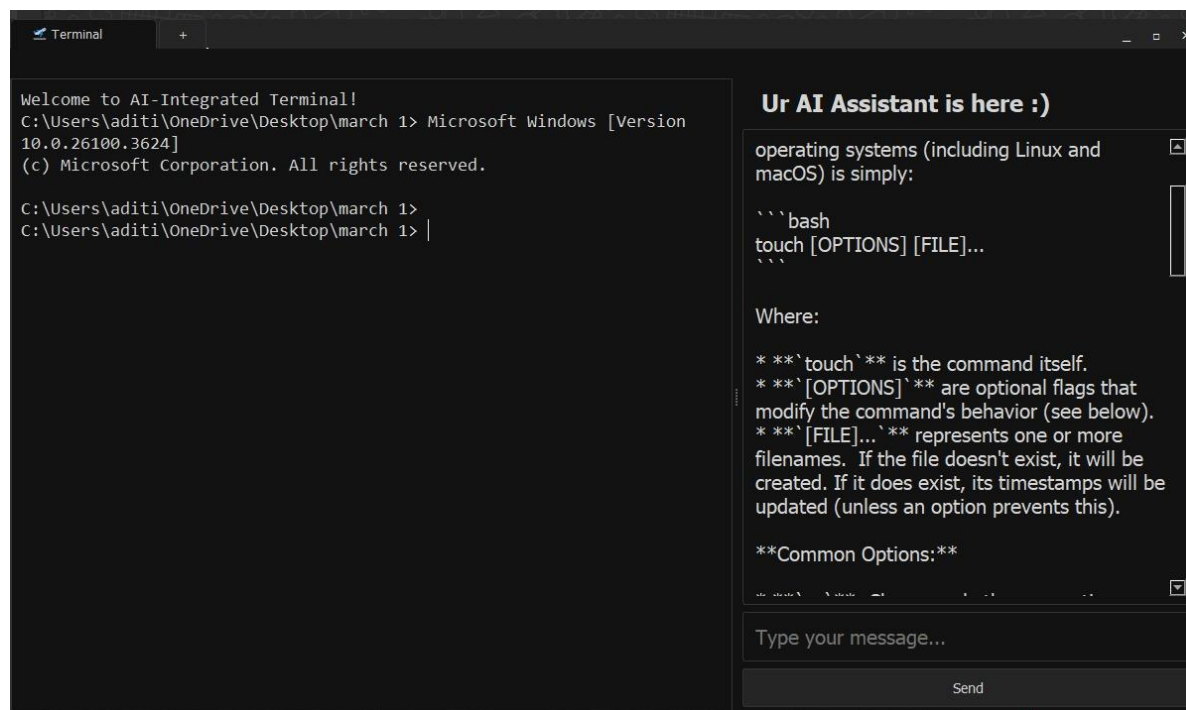 Terminal
+
Welcome to AI-Integrated Terminal!
C:\Users\aditi\OneDrive\Desktop\march 1> Microsoft Windows [Version
10.0.26100.3624]
(c) Microsoft Corporation. All rights reserved.
C:\Users\aditi\OneDrive\Desktop\march 1>
C:\Users\aditi\OneDrive\Desktop\march 1>
Ur AI Assistant is here :)
operating systems (including Linux and
macOS) is simply:
```bash
touch [OPTIONS] [FILE]...
```
Where:
* **`touch`** is the command itself.
* **`[OPTIONS]`** are optional flags that
modify the command's behavior (see below).
* **`[FILE]...`** represents one or more
filenames.  If the file doesn't exist, it will be
created. If it does exist, its timestamps will be
updated (unless an option prevents this).
**Common Options:**
Type your message...
Send